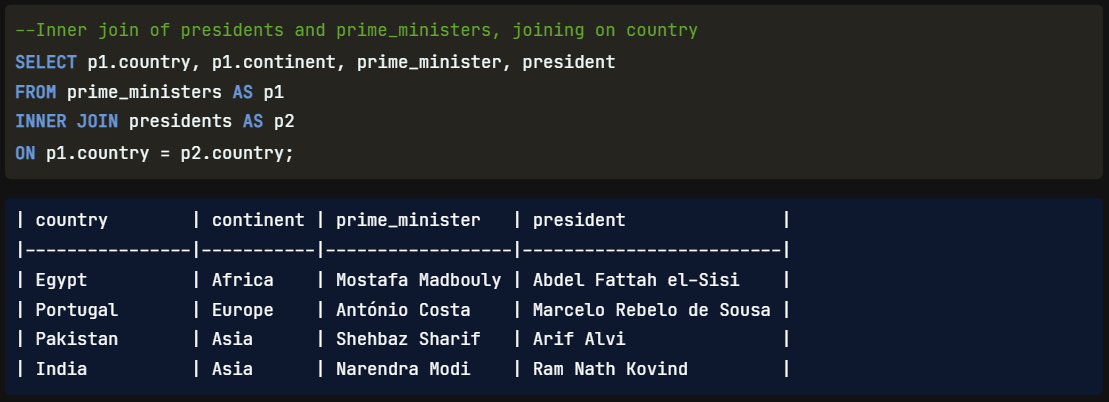 --Inner join of presidents and prime_ministers, joining on country
SELECT p1.country, p1.continent, prime_minister, president
FROM prime_ministers AS p1
INNER JOIN presidents AS p2
ON p1.country = p2.country;
| country        | continent | prime_minister   | president               |
|----------------|-----------|------------------|-------------------------|
| Egypt          | Africa    | Mostafa Madbouly | Abdel Fattah el-Sisi    |
| Portugal       | Europe    | António Costa    | Marcelo Rebelo de Sousa |
| Pakistan       | Asia      | Shehbaz Sharif   | Arif Alvi               |
| India          | Asia      | Narendra Modi    | Ram Nath Kovind         |